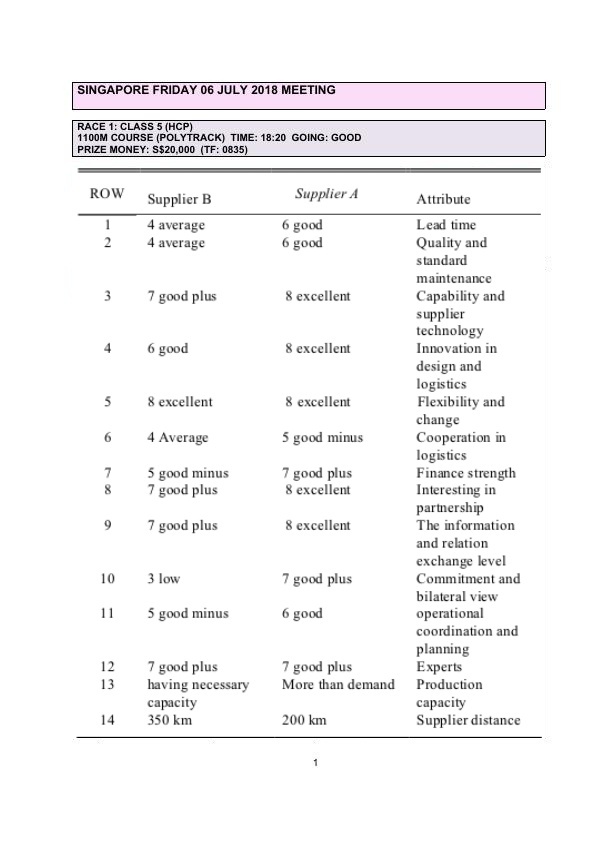 SINGAPORE FRIDAY 06 JULY 2018 MEETING
RACE 1: CLASS 5 (HCP)
1100M COURSE (POLYTRACK) TIME: 18:20 GOING: GOOD
PRIZE MONEY: S$20,000 (TF: 0835)
ROW Supplier B Supplier A Attribute
1 4 average 6 good Lead time
2 4 average 6 good Quality and
standard
maintenance
3 7 good plus 8 excellent Capability and
supplier
technology
4 6 good 8 excellent Innovation in
design and
logistics
5 8 excellent 8 excellent Flexibility and
change
6 4 Average 5 good minus Cooperation in
logistics
7 5 good minus 7 good plus Finance strength
8 7 good plus 8 excellent Interesting in
partnership
9 7 good plus 8 excellent The information
and relation
exchange level
10 3 low 7 good plus Commitment and
bilateral view
11 5 good minus 6 good operational
coordination and
planning
12 7 good plus 7 good plus Experts
13 having necessary More than demand Production
capacity capacity
14 350 km 200 km Supplier distance
1